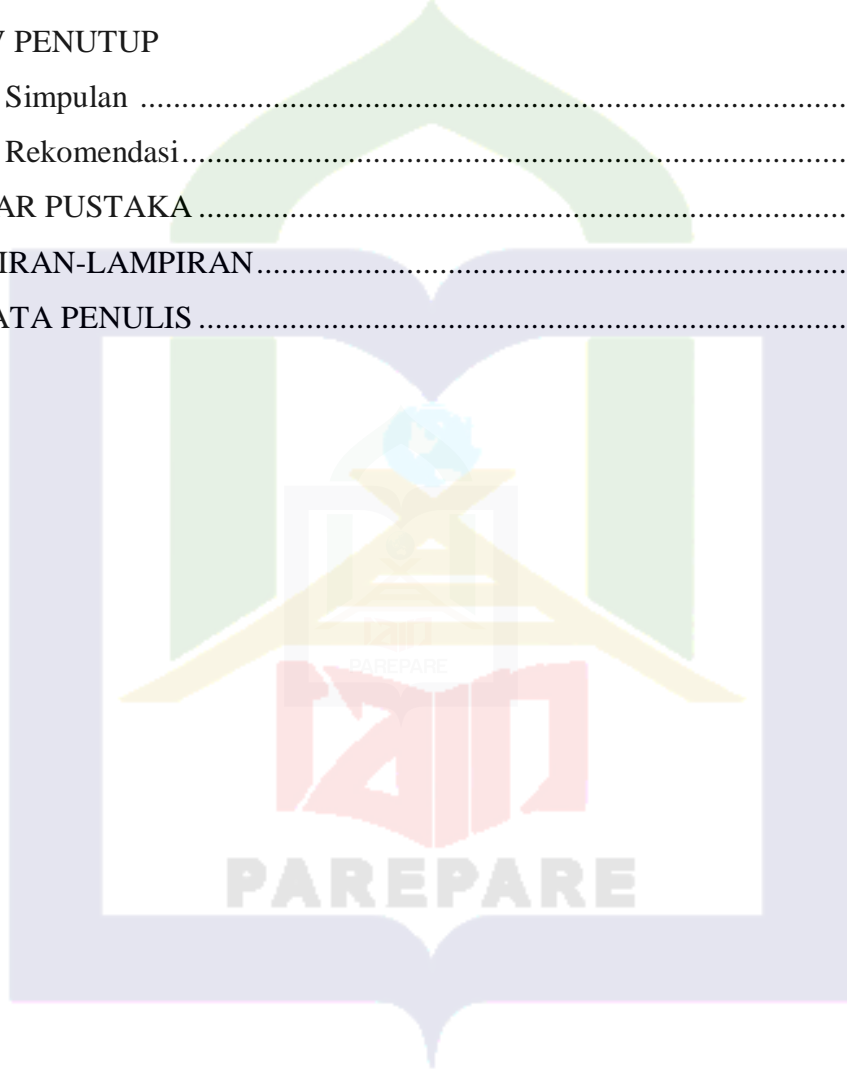 PENUTUP
Simpulan ................................................................................................
Rekomendasi...........................................................................................
AR PUSTAKA .........................................................................................
IRAN-LAMPIRAN..................................................................................
ATA PENULIS .........................................................................................
PAREPARE
PAREPARE